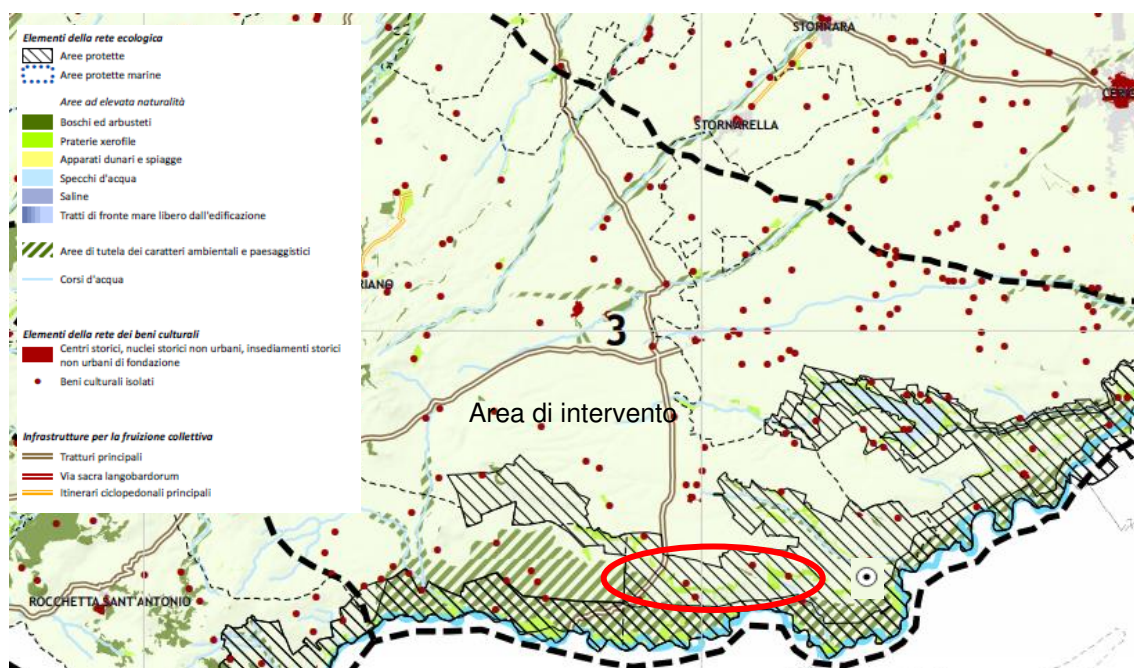 Elementi della rete ecologica
Aree protette
Aree protette marine
Aree ad elevata naturalità
Boschi ed arbusteti
Praterie xerofile
Apparati dunari e spiagge
Specchi d'acqua
Saline
Tratti di fronte mare libero dall'edificazione
Aree di tutela dei caratteri ambientali e paesaggistici
Corsi d'acqua
Elementi della rete dei beni culturali
Centri storici, nuclei storici non urbani, insediamenti storici
non urbani di fondazione
Beni culturali isolati
Infrastrutture per la fruizione collettiva
Tratturi principali
Via sacra langobardorum
Itinerari ciclopedonali principali
STORNARA
CERIG
STORNARELLA
RIANO
3
Area di intervento
ROCCHETTA SANT'ANTONIO